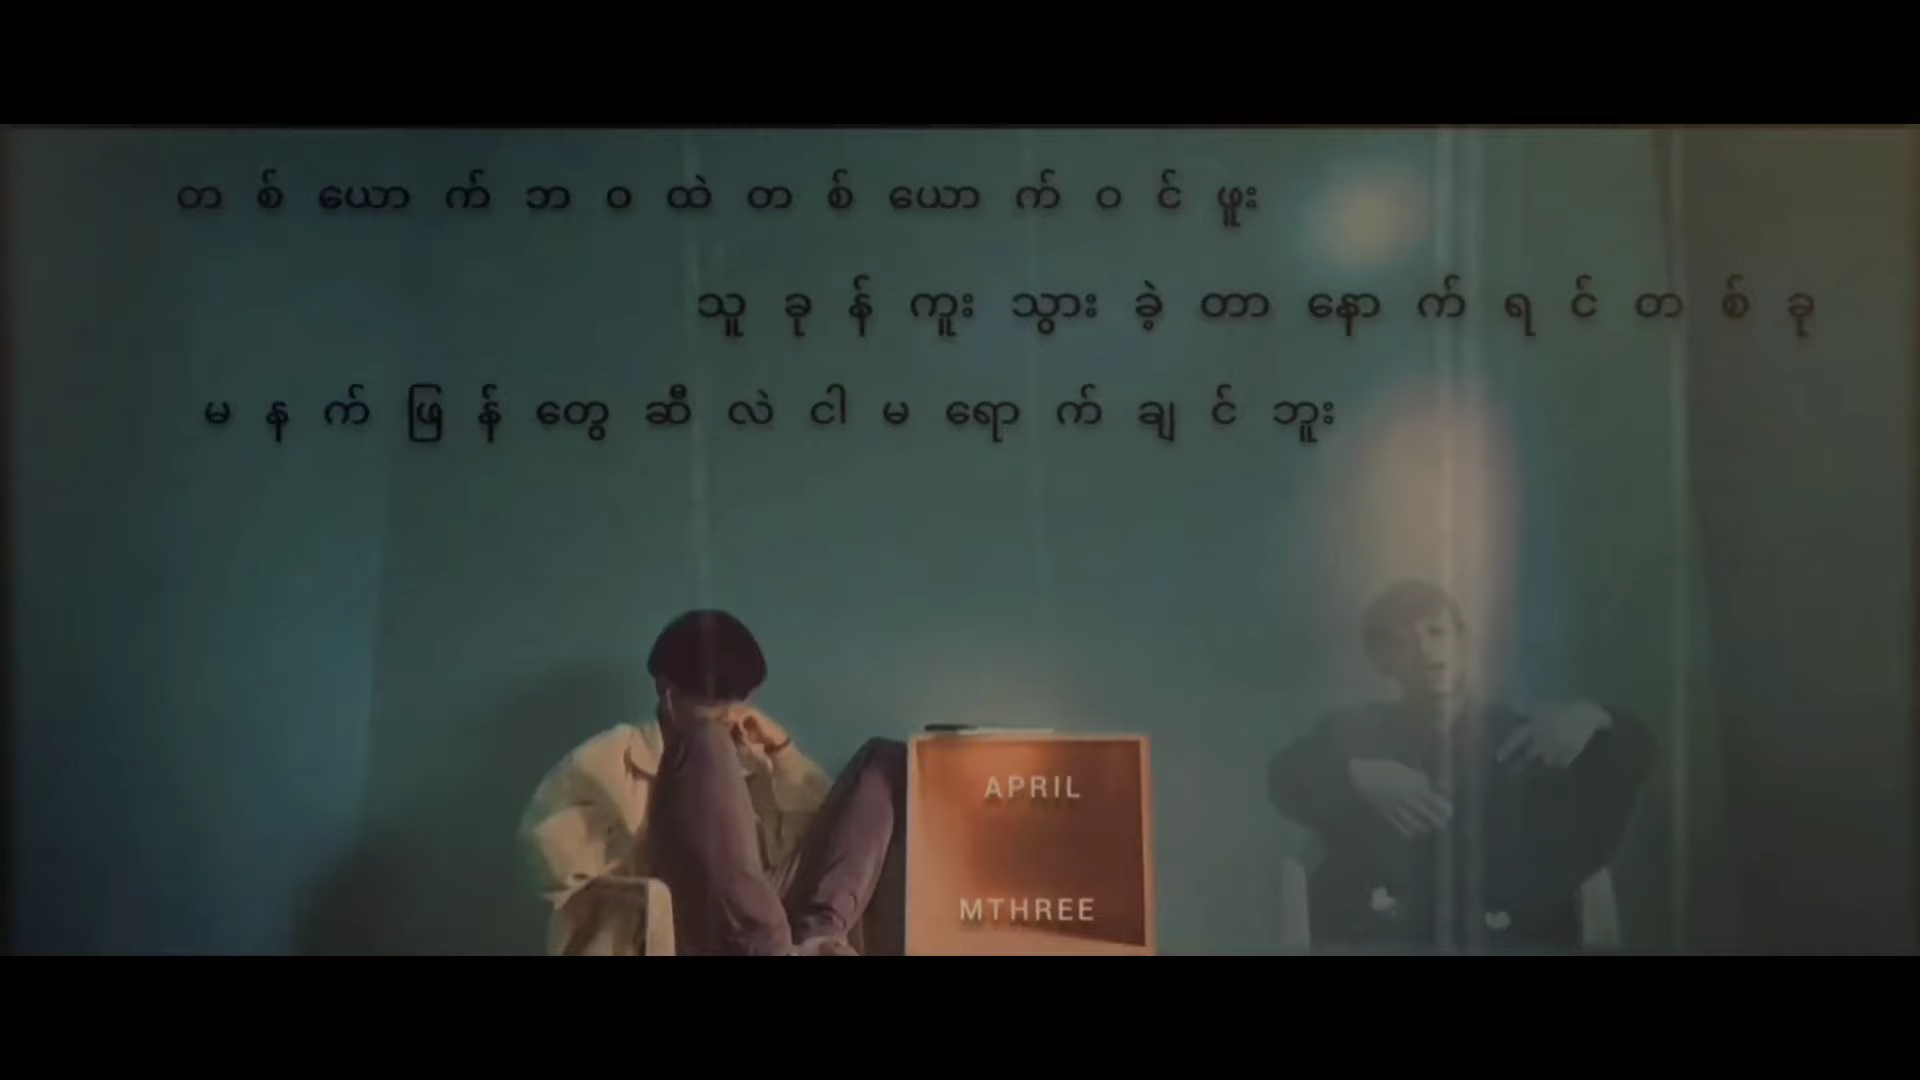 တစ်ယောက်ဘဝထဲတစ်ယောက်ဝင်ဖူး
သူခုန်ကူးသွားခဲ့တာနောက်ရင်တစ်ခု
မနက်ဖြန်တွေဆီလဲငါမရောက်ချင်ဘူး
APRIL
MTHREE